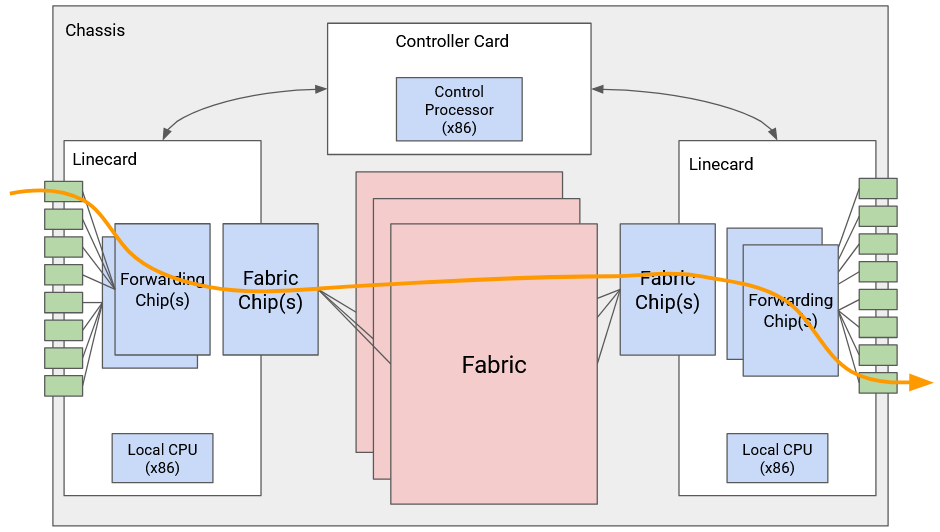 Chassis
Controller Card
Control
Processor
(x86)
Linecard
Forwarding
Chip(s)
Fabric
Chip(s)
Local CPU
(x86)
Fabric
Linecard
Fabric
Chip(s)
Forwarding
Chip(s)
Local CPU
(x86)